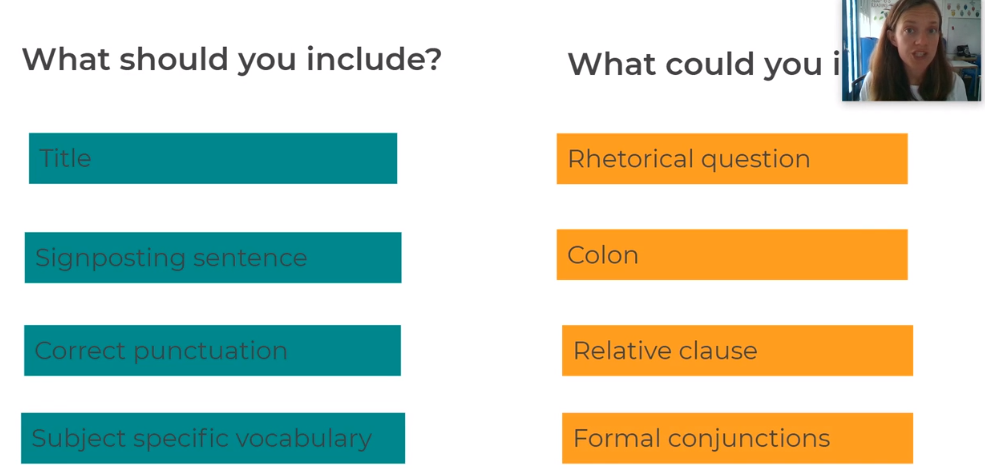 What should you include?
Title
Signposting sentence
Correct punctuation
Subject specific vocabulary
What could you
Rhetorical question
Colon
Relative clause
Formal conjunctions